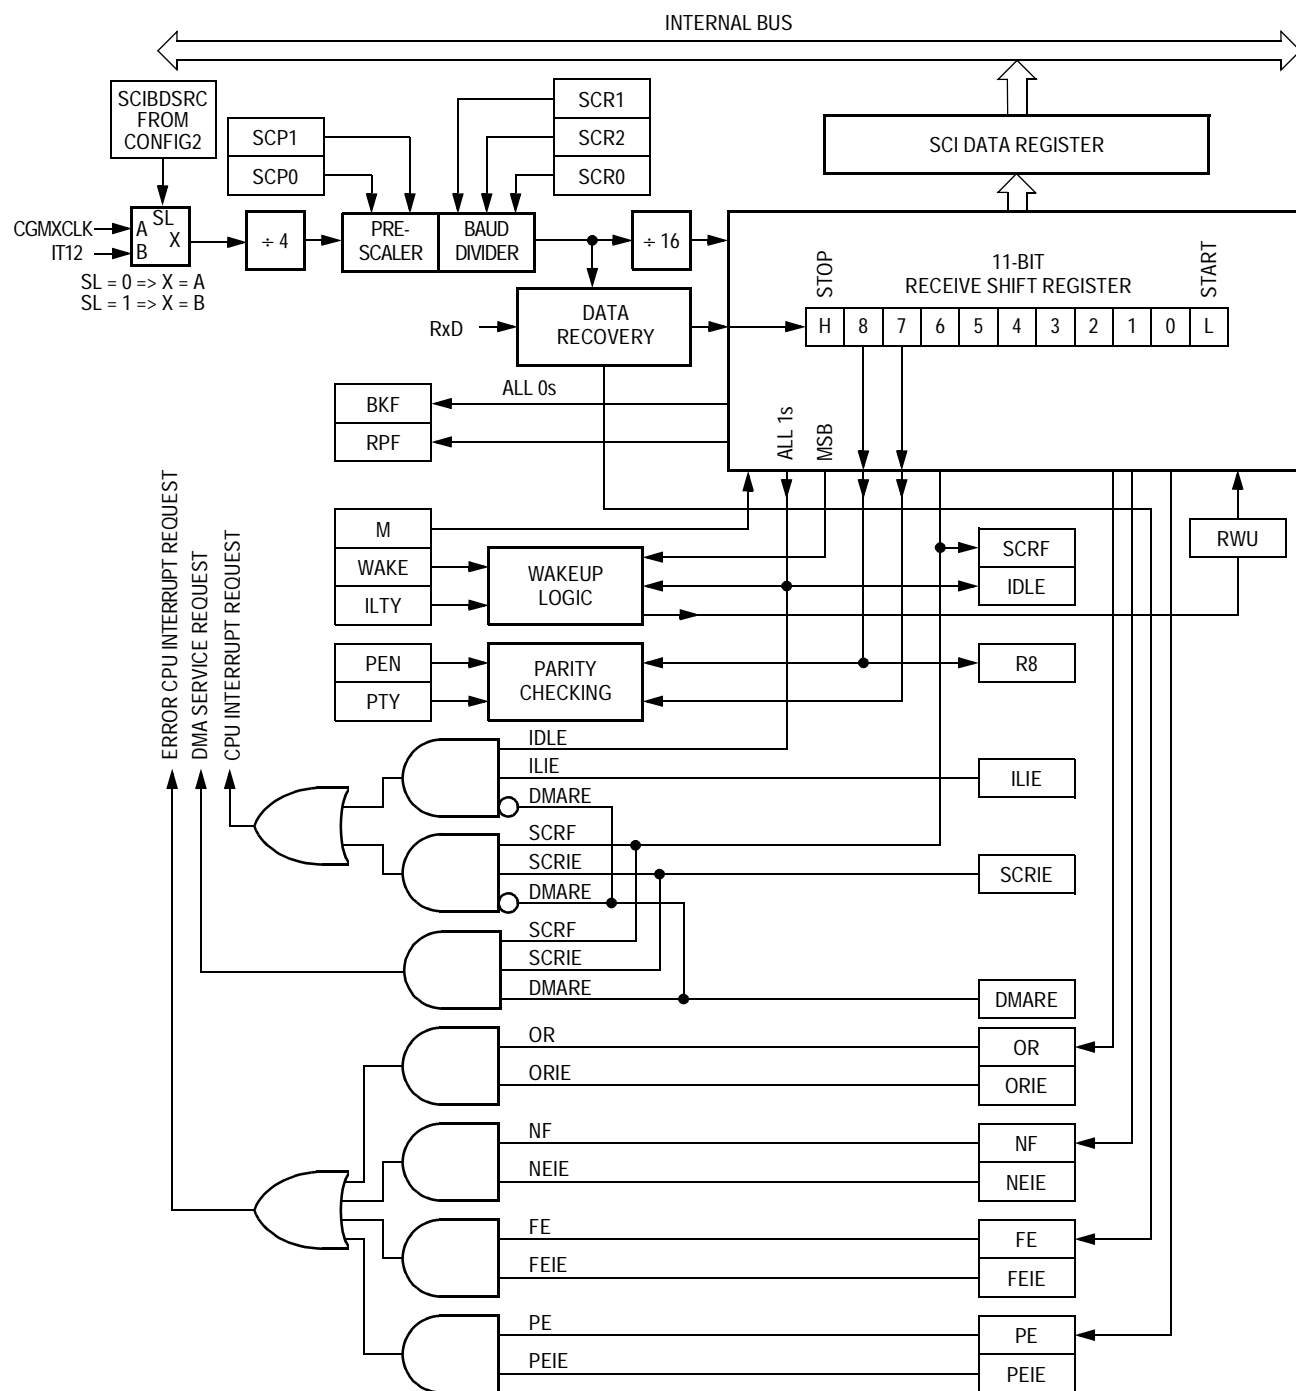 INTERNAL BUS
SCIBDSRC
FROM
CONFIG2
SCP1
SCP0
SCR1
SCR2
SCR0
SCI DATA REGISTER
CGMXCLK
IT12
A
B
SL
X
SL = 0 => X = A
SL = 1 => X = B
÷ 4
PRE-
SCALER
BAUD
DIVIDER
÷ 16
RxD
DATA
RECOVERY
STOP
11-BIT
RECEIVE SHIFT REGISTER
START
H 8 7 6 5 4 3 2 1 0 L
ALL 0s
BKF
RPF
ALL 1s
MSB
M
WAKE
ILTY
WAKEUP
LOGIC
SCRF
IDLE
RWU
PEN
PTY
PARITY
CHECKING
R8
ERROR CPU INTERRUPT REQUEST
DMA SERVICE REQUEST
CPU INTERRUPT REQUEST
IDLE
ILIE
DMARE
ILIE
SCRF
SCRIE
DMARE
SCRIE
SCRF
SCRIE
DMARE
DMARE
OR
ORIE
OR
ORIE
NF
NEIE
NF
NEIE
FE
FEIE
FE
FEIE
PE
PEIE
PE
PEIE